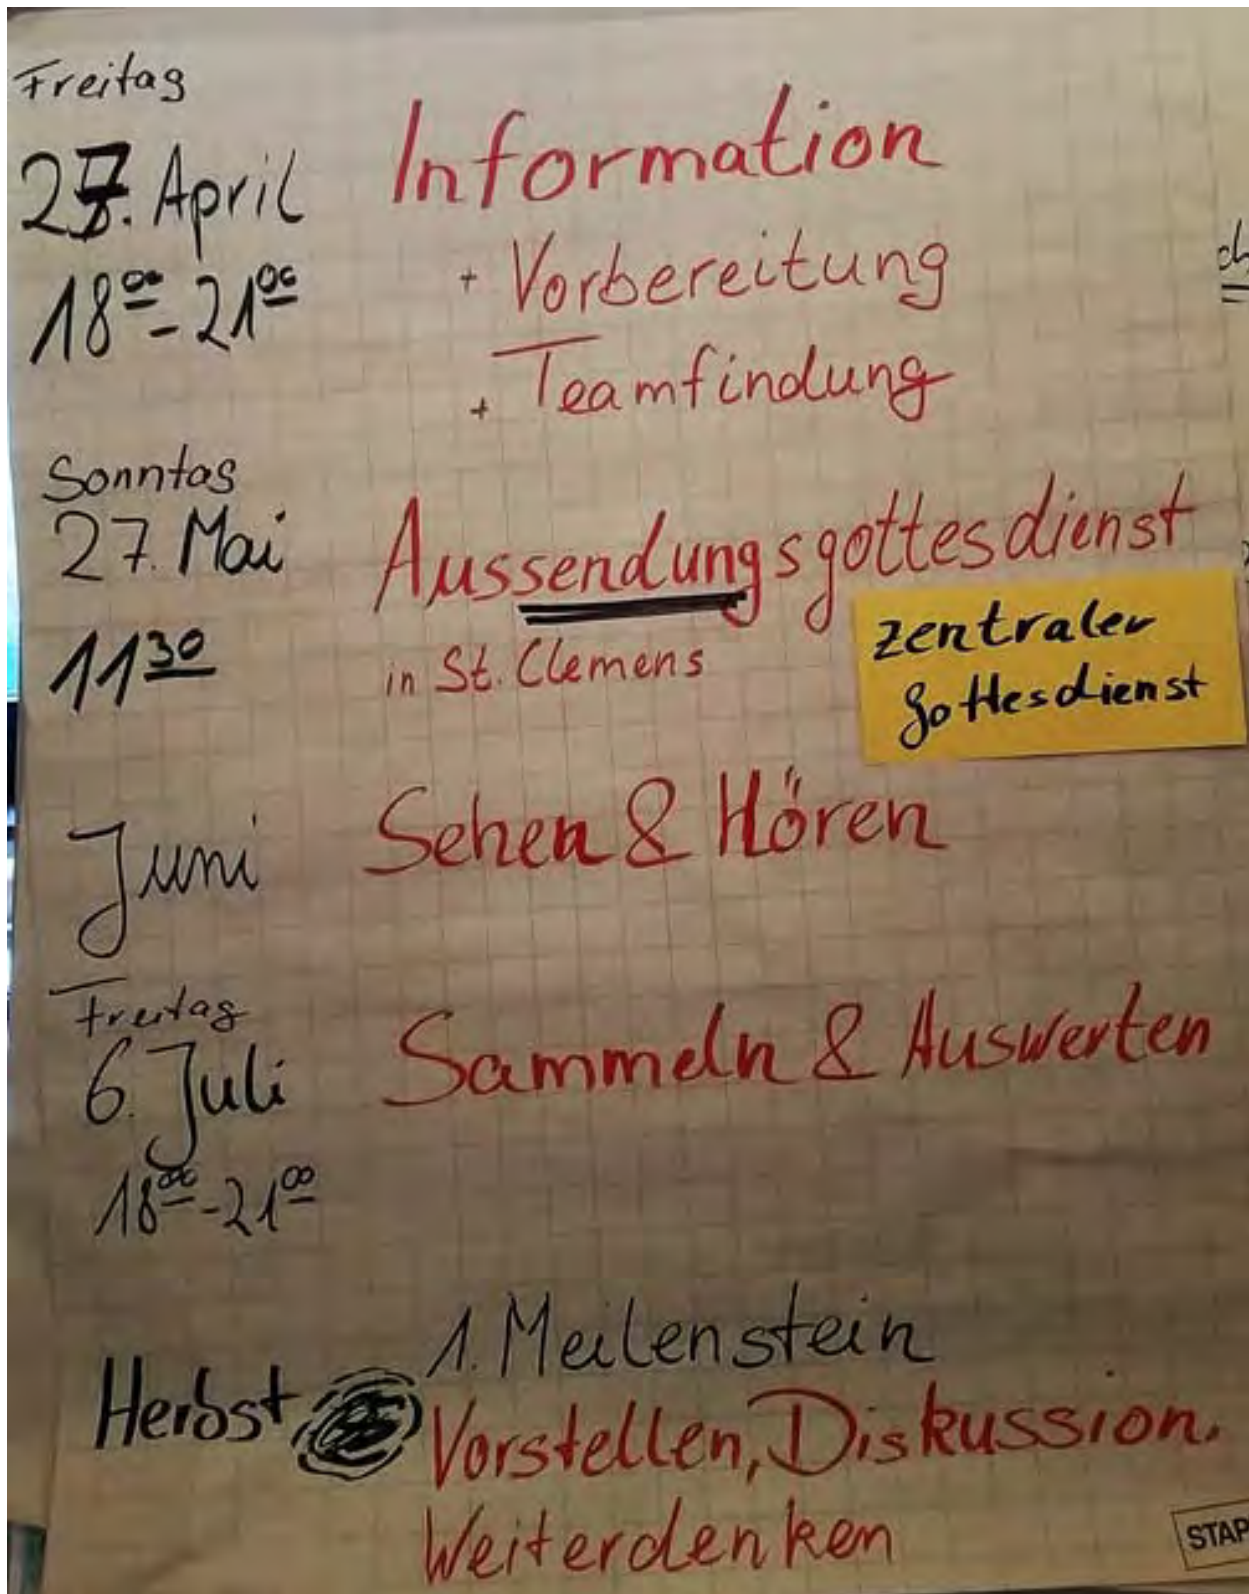 Freitag
27. April
18⁰⁰ - 21⁰⁰
Information
+ Vorbereitung
+ Teamfindung
Sonntag
27. Mai
11³⁰
Aussendungsgottesdienst
in St. Clemens
zentraler
Gottesdienst
Juni
Sehen & Hören
Freitag
6. Juli
18⁰⁰ - 21⁰⁰
Sammeln & Auswerten
Herbst
1. Meilenstein
Vorstellen, Diskussion.
Weiterdenken
STAP